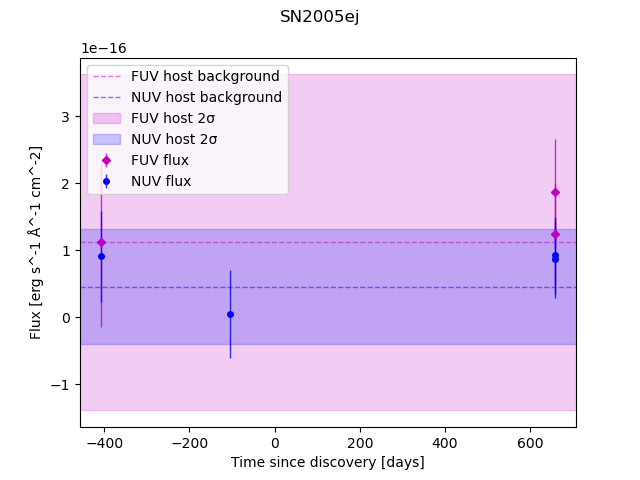 SN2005ej
1e−16
FUV host background
NUV host background
FUV host 2σ
NUV host 2σ
FUV flux
NUV flux
3
2
1
0
−1
Flux [erg s^-1 Å^-1 cm^-2]
−400 −200 0 200 400 600
Time since discovery [days]